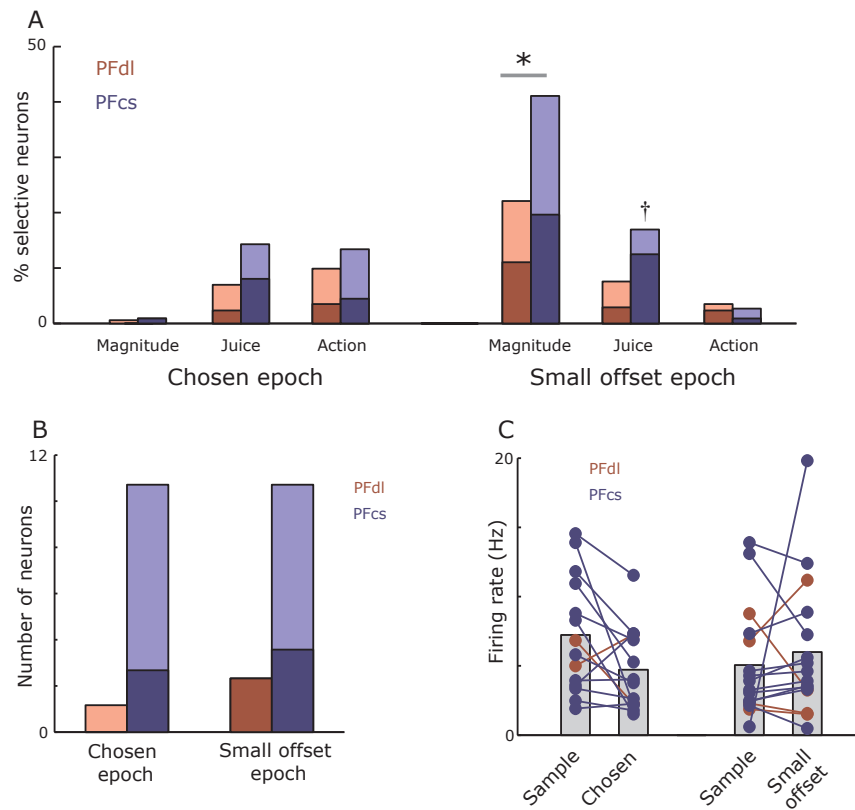 A
50
PFdl
PFcs
% selective neurons
*
†
0
Magnitude Juice Action Magnitude Juice Action
Chosen epoch Small offset epoch
B
12
PFdl
PFcs
Number of neurons
0
Chosen epoch
Small offset epoch
C
20
PFdl
PFcs
Firing rate (Hz)
0
Sample
Chosen
Sample
Small
offset